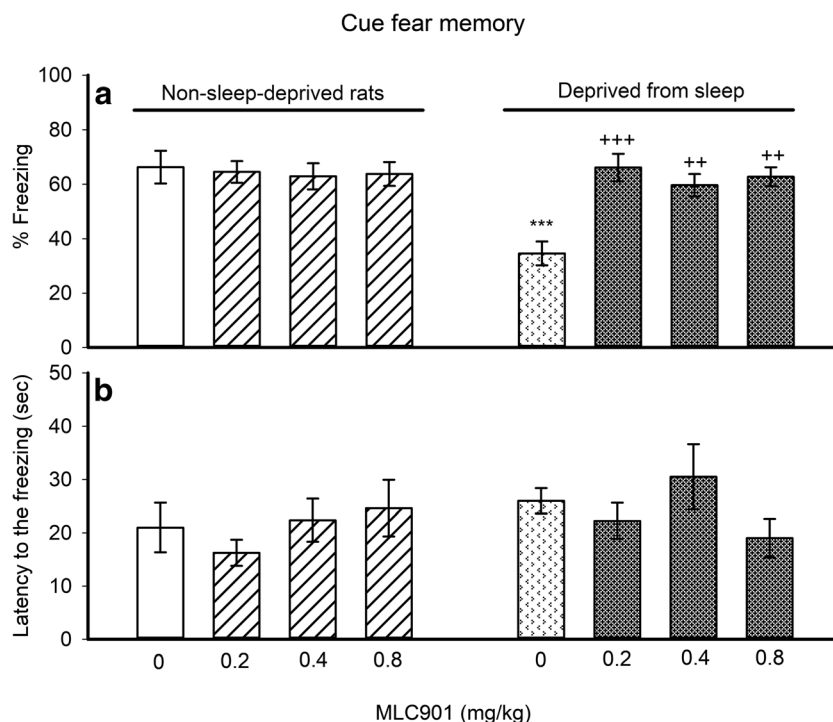 Cue fear memory
a
Non-sleep-deprived rats
Deprived from sleep
% Freezing
100
80
60
40
20
0
***
+++
++
++
b
Latency to the freezing (sec)
50
40
30
20
10
0
0 0.2 0.4 0.8 0 0.2 0.4 0.8
MLC901 (mg/kg)